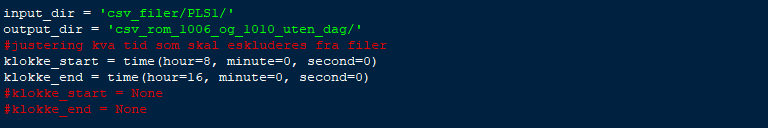 input_dir = 'csv_filer/PLS1/'
output_dir = 'csv_rom_1006_og_1010_uten_dag/'
#justering kva tid som skal eskluderes fra filer
klokke_start = time(hour=8, minute=0, second=0)
klokke_end = time(hour=16, minute=0, second=0)
#klokke_start = None
#klokke_end = None